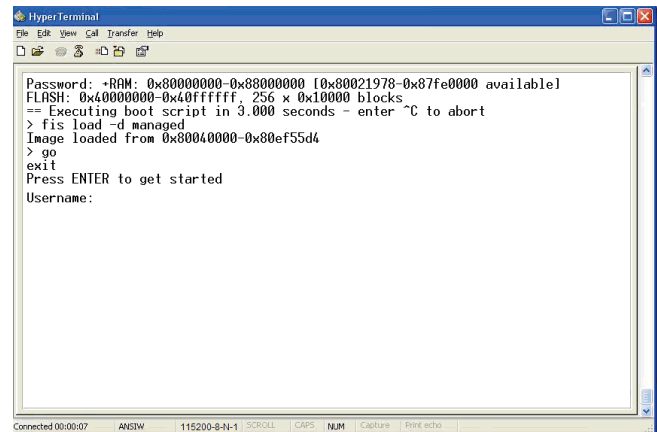 HyperTerminal
File Edit View Call Transfer Help
Password: +RAM: 0x80000000-0x88000000 [0x80021978-0x87fe0000 available]
FLASH: 0x40000000-0x40ffffff, 256 x 0x10000 blocks
== Executing boot script in 3.000 seconds - enter ^C to abort
> fis load -d managed
Image loaded from 0x80040000-0x80ef55d4
> go
exit
Press ENTER to get started
Username:
Connected 00:00:07 ANSIW 115200-8-N-1 SCROLL CAPS NUM Capture Print echo